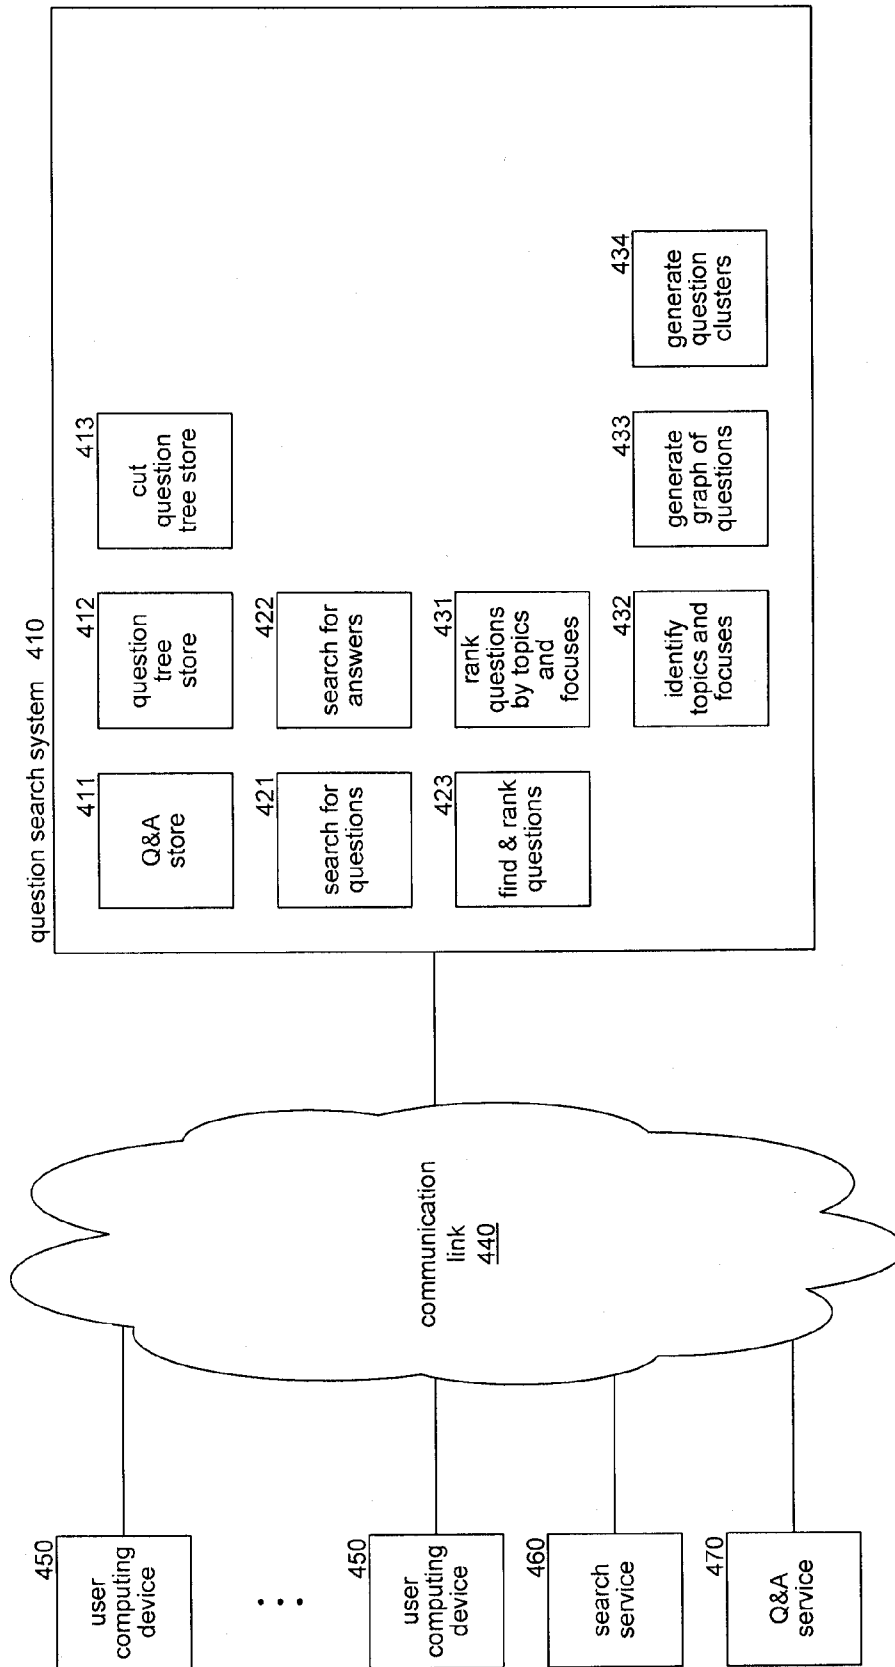 question search system 410
411
Q&A
store
412
question
tree
store
413
cut
question
tree store
421
search for
questions
422
search for
answers
423
find & rank
questions
431
rank
questions
by topics
and
focuses
432
identify
topics and
focuses
433
generate
graph of
questions
434
generate
question
clusters
communication
link
440
450
user
computing
device
• • •
450
user
computing
device
460
search
service
470
Q&A
service